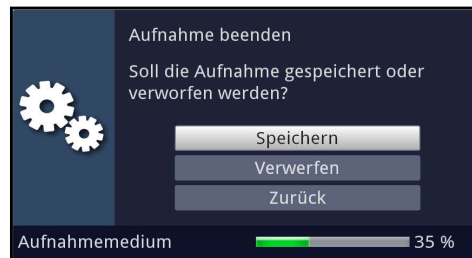 Aufnahme beenden
Soll die Aufnahme gespeichert oder
verworfen werden?
Speichern
Verwerfen
Zurück
Aufnahmemedium
35 %